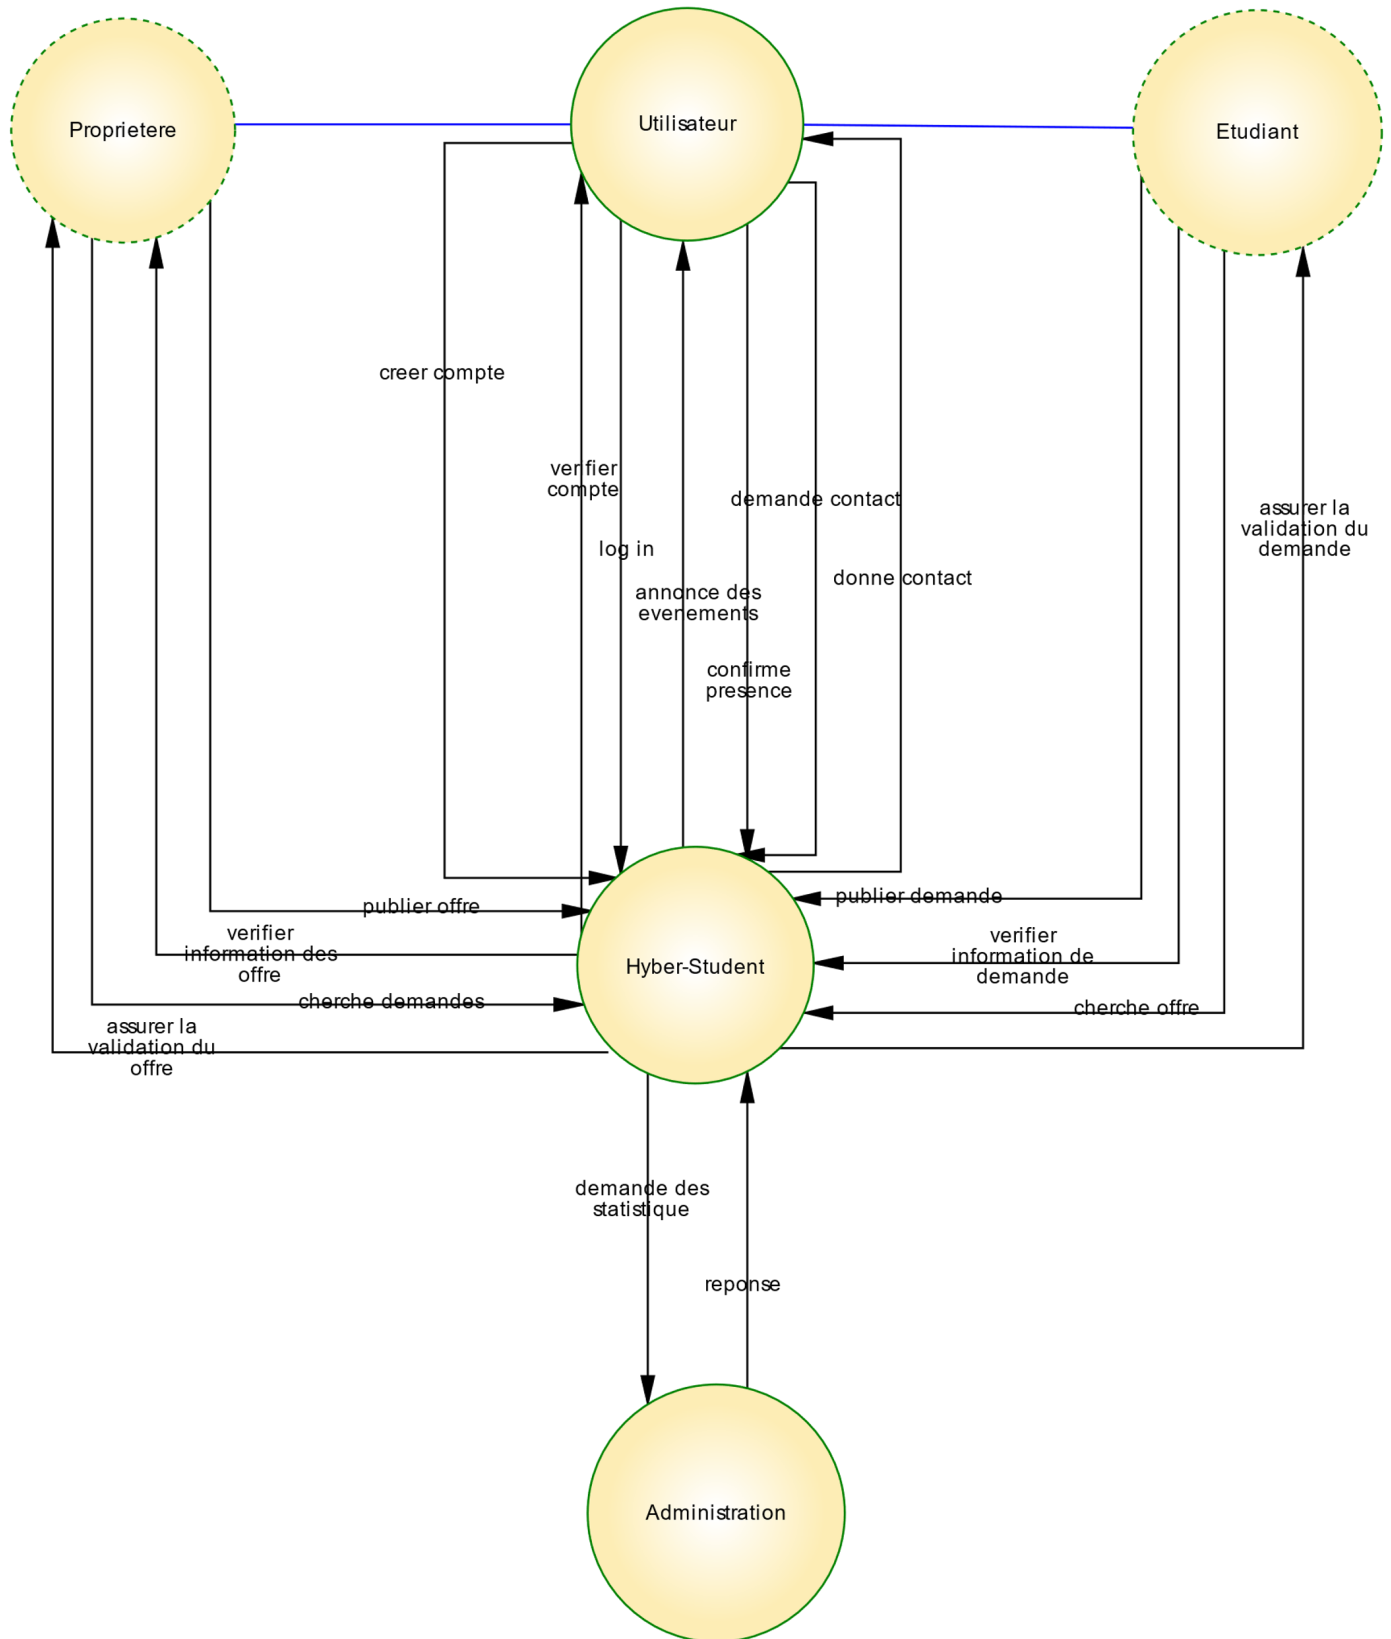 Proprietere
Utilisateur
Etudiant
creer compte
verifier
compte
log in
annonce des
evenements
confirme
presence
demande contact
donne contact
assurer la
validation du
demande
publier offre
verifier
information des
offre
cherche demandes
assurer la
validation du
offre
Hyber-Student
publier demande
verifier
information de
demande
cherche offre
demande des
statistique
reponse
Administration